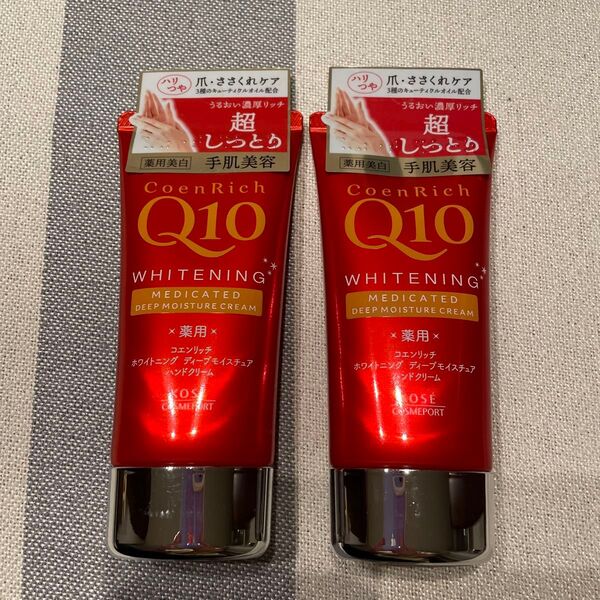 ハリ
つや
爪・ささくれケア
3種のキューティクルオイル配合
うるおい濃厚リッチ
超
しっとり
薬用美白
手肌美容
CoenRich
Q10
WHITENING
MEDICATED
DEEP MOISTURE CREAM
×薬用×
コエンリッチ
ホワイトニング ディープモイスチュア
ハンドクリーム
KOSÉ
COSMEPORT
ハリ
つや
爪・ささくれケア
3種のキューティクルオイル配合
うるおい濃厚リッチ
超
しっとり
薬用美白
手肌美容
CoenRich
Q10
WHITENING
MEDICATED
DEEP MOISTURE CREAM
×薬用×
コエンリッチ
ホワイトニング ディープモイスチュア
ハンドクリーム
KOSÉ
COSMEPORT